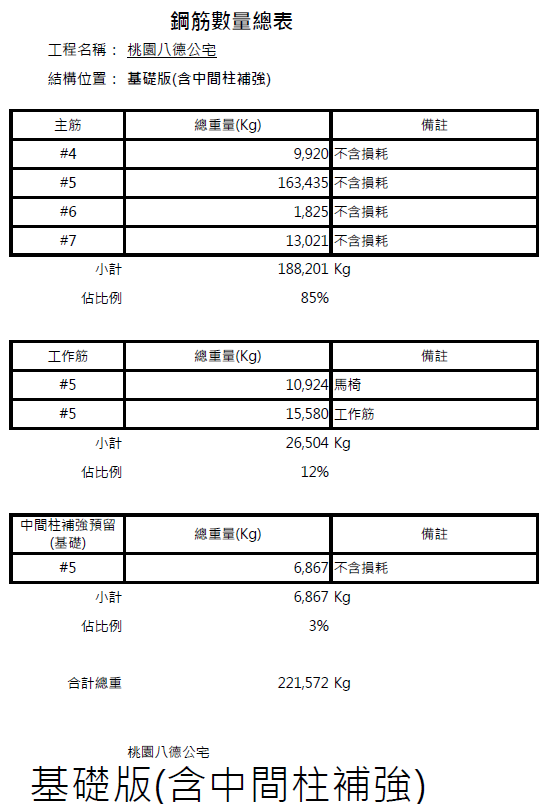 鋼筋數量總表
工程名稱： 桃園八德公宅
結構位置： 基礎版(含中間柱補強)
主筋 總重量(Kg) 備註
#4 9,920 不含損耗
#5 163,435 不含損耗
#6 1,825 不含損耗
#7 13,021 不含損耗
小計 188,201 Kg
佔比例 85%
工作筋 總重量(Kg) 備註
#5 10,924 馬椅
#5 15,580 工作筋
小計 26,504 Kg
佔比例 12%
中間柱補強預留
(基礎) 總重量(Kg) 備註
#5 6,867 不含損耗
小計 6,867 Kg
佔比例 3%
合計總重 221,572 Kg
桃園八德公宅
基礎版(含中間柱補強)